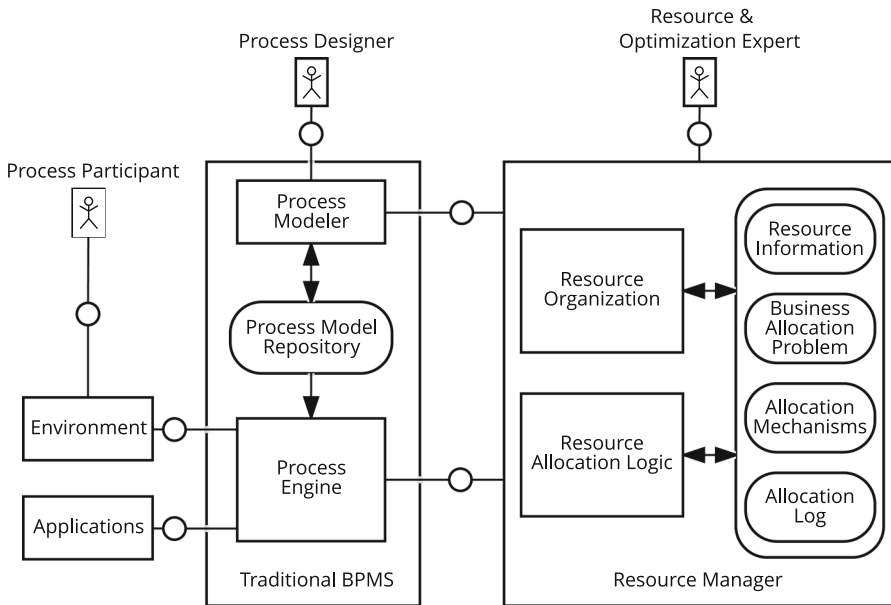 Process Designer
Resource &
Optimization Expert
Process Participant
Process
Modeler
Resource
Information
Resource
Organization
Business
Allocation
Problem
Process Model
Repository
Environment
Allocation
Mechanisms
Resource
Allocation Logic
Process
Engine
Allocation
Log
Applications
Traditional BPMS
Resource Manager